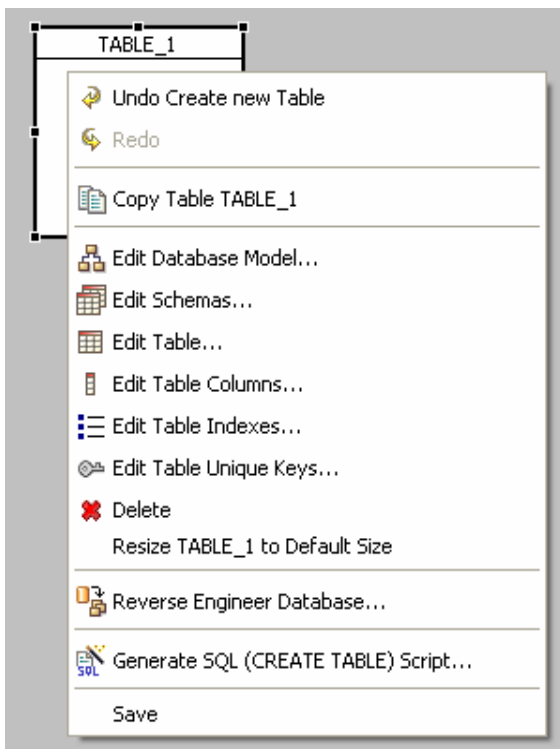 TABLE_1
Undo Create new Table
Redo
Copy Table TABLE_1
Edit Database Model...
Edit Schemas...
Edit Table...
Edit Table Columns...
Edit Table Indexes...
Edit Table Unique Keys...
Delete
Resize TABLE_1 to Default Size
Reverse Engineer Database...
SQL Generate SQL (CREATE TABLE) Script...
Save